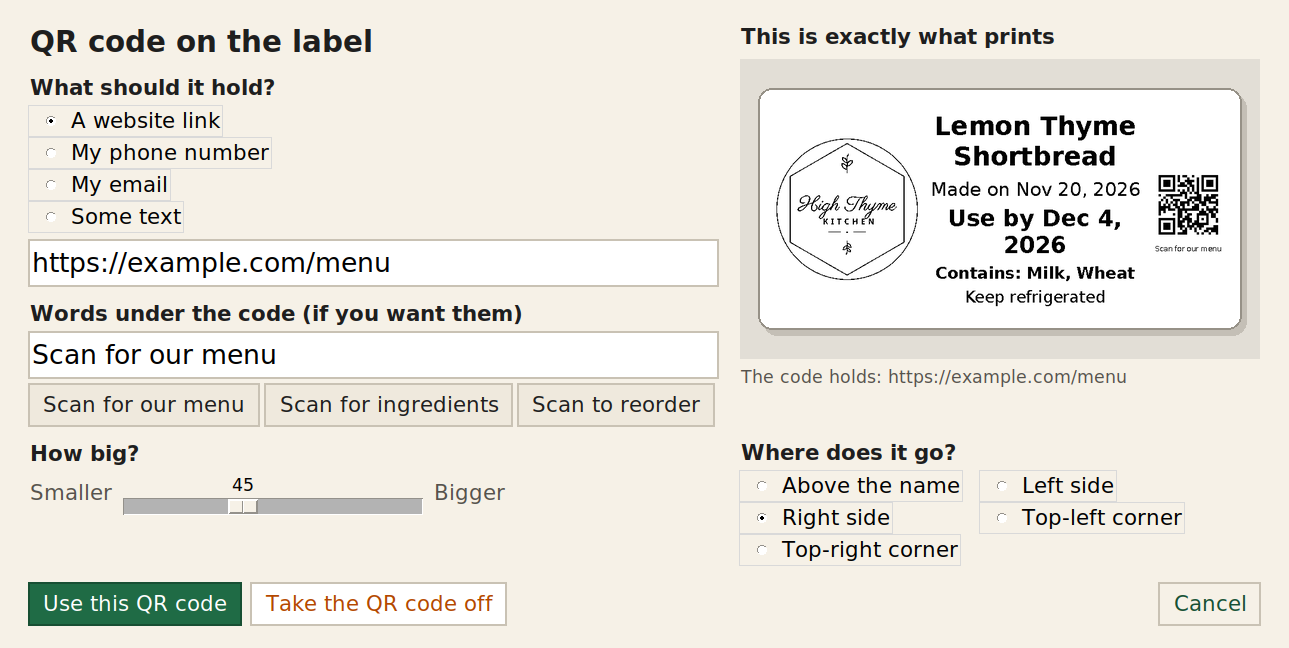 QR code on the label
What should it hold?
A website link
My phone number
My email
Some text
https://example.com/menu
Words under the code (if you want them)
Scan for our menu
Scan for our menu
Scan for ingredients
Scan to reorder
How big?
Smaller
45
Bigger
Use this QR code
Take the QR code off
This is exactly what prints
High Thyme
KITCHEN
Lemon Thyme
Shortbread
Made on Nov 20, 2026
Use by Dec 4,
2026
Contains: Milk, Wheat
Keep refrigerated
Scan for our menu
The code holds: https://example.com/menu
Where does it go?
Above the name
Left side
Right side
Top-left corner
Top-right corner
Cancel